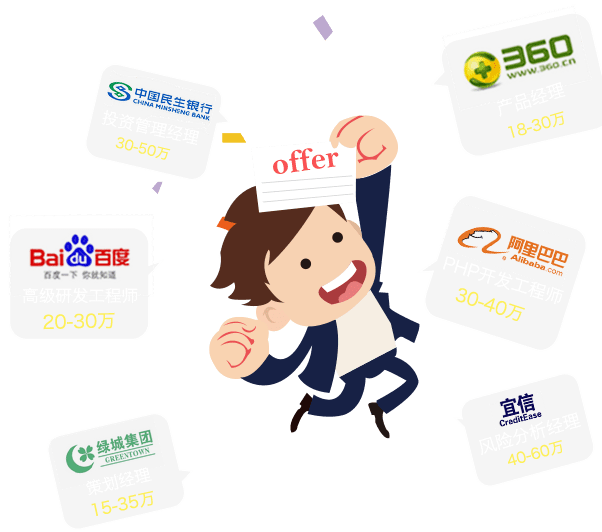 360
www.360.cn
产品经理
18-30万
中国民生银行
CHINA MINSHENG BANK
投资管理经理
30-50万
offer
Bai du 百度
百度一下 你就知道
高级研发工程师
20-30万
阿里巴巴
Alibaba.com
PHP开发工程师
30-40万
宜信
CreditEase
风险分析经理
40-60万
绿城集团
GREENTOWN
策划经理
15-35万